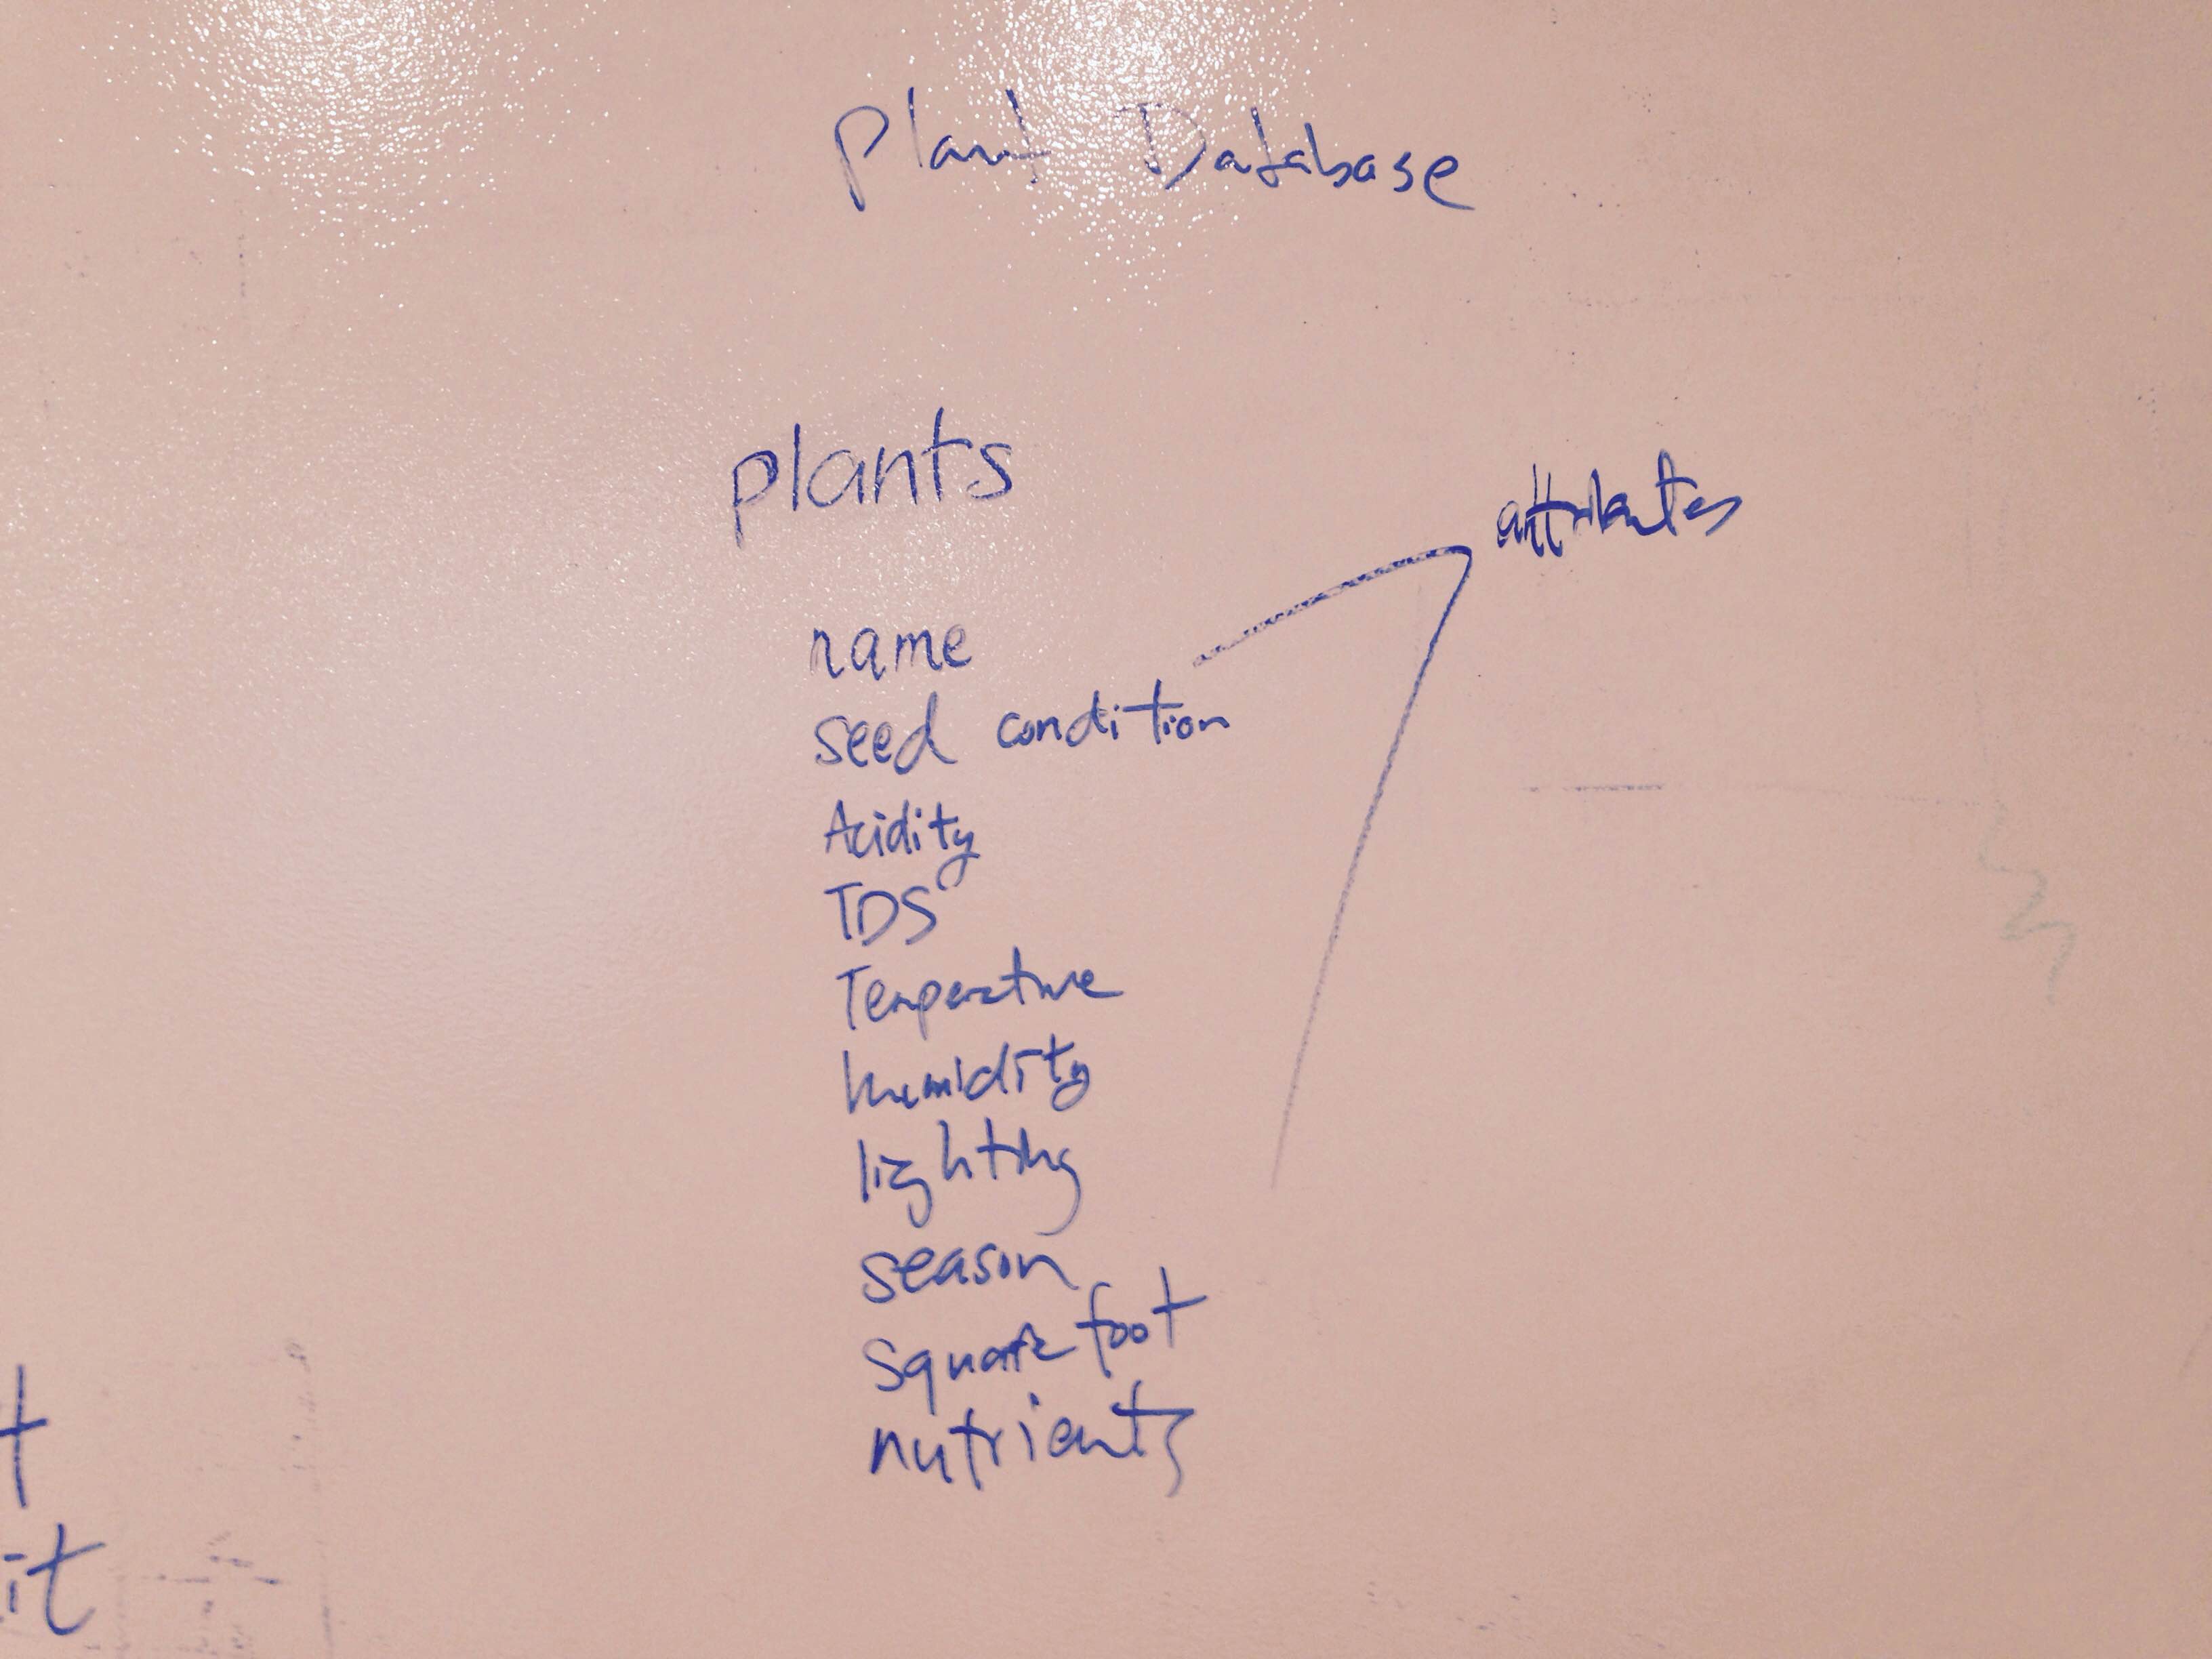 Plant Database
plants
attributes
name
seed condition
Acidity
TDS
Temperature
humidity
lighting
season
square foot
nutrients
t
it